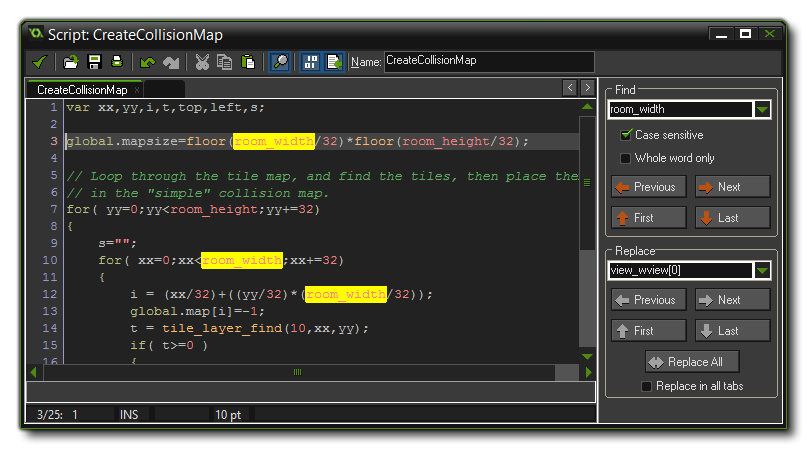 Script: CreateCollisionMap
Name: CreateCollisionMap
CreateCollisionMap x
1 var xx,yy,i,t,top,left,s;
2
3 global.mapsize=floor(room_width/32)*floor(room_height/32);
4
5 // Loop through the tile map, and find the tiles, then place the
6 // in the "simple" collision map.
7 for( yy=0;yy<room_height;yy+=32)
8 {
9 s="";
10 for( xx=0;xx<room_width;xx+=32)
11 {
12 i = (xx/32)+((yy/32)*(room_width/32));
13 global.map[i]=-1;
14 t = tile_layer_find(10,xx,yy);
15 if( t>=0 )
16 {
3/25: 1 INS 10 pt
Find
room_width
Case sensitive
Whole word only
Previous Next
First Last
Replace
view_wview[0]
Previous Next
First Last
Replace All
Replace in all tabs